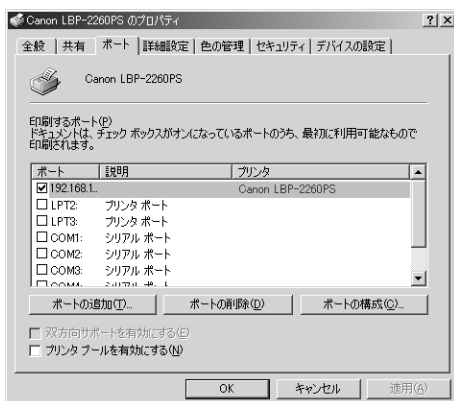 Canon LBP-2260PS のプロパティ
全般 共有 ポート 詳細設定 色の管理 セキュリティ デバイスの設定
Canon LBP-2260PS
印刷するポート(P)
ドキュメントは、チェック ボックスがオンになっているポートのうち、最初に利用可能なもので
印刷されます。
ポート 説明 プリンタ
192.168.1... Canon LBP-2260PS
LPT2: プリンタ ポート
LPT3: プリンタ ポート
COM1: シリアル ポート
COM2: シリアル ポート
COM3: シリアル ポート
COM4: シリアル ポート
ポートの追加(T)... ポートの削除(D) ポートの構成(C)...
双方向サポートを有効にする(E)
プリンタ プールを有効にする(N)
OK キャンセル 適用(A)